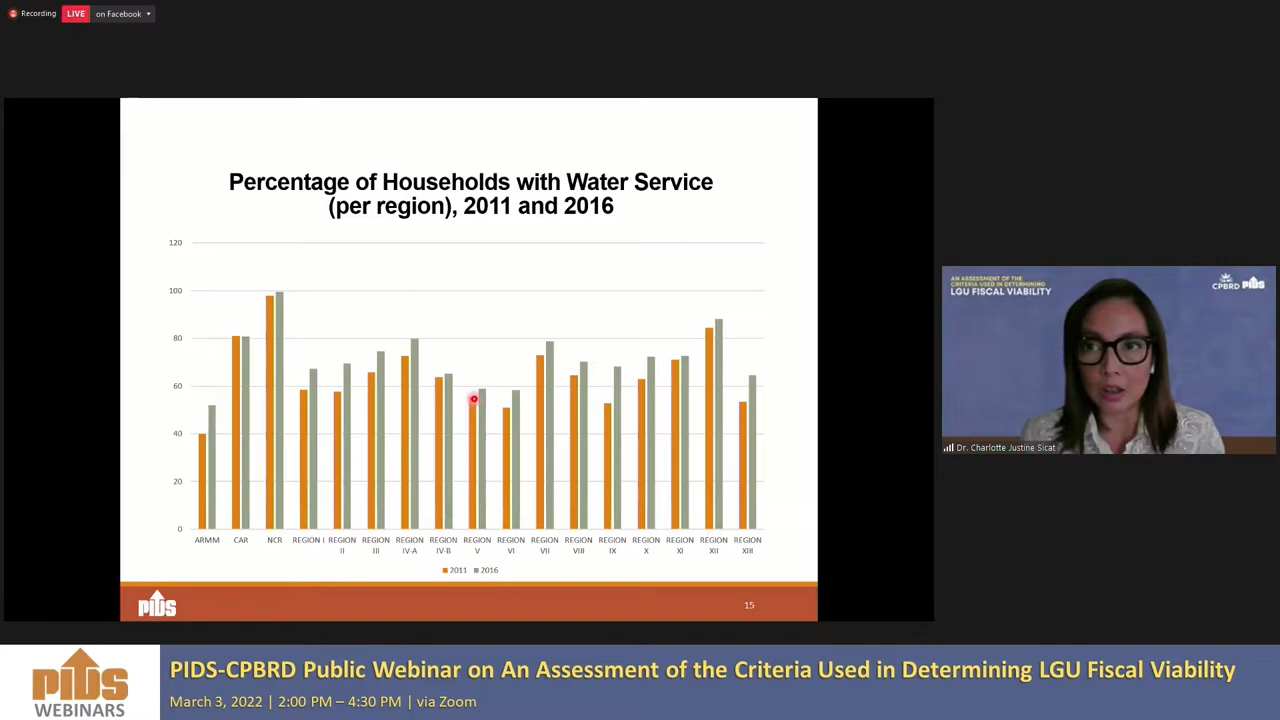 Recording
LIVE
on Facebook
Percentage of Households with Water Service
(per region), 2011 and 2016
120
100
80
60
40
20
0
ARMM
CAR
NCR
REGION I
REGION II
REGION III
REGION IV-A
REGION IV-B
REGION V
REGION VI
REGION VII
REGION VIII
REGION IX
REGION X
REGION XI
REGION XII
REGION XIII
2011
2016
PIDS
15
AN ASSESSMENT OF THE
CRITERIA USED IN DETERMINING
LGU FISCAL VIABILITY
CPBRD PIDS
Dr. Charlotte Justine Sicat
PIDS
WEBINARS
PIDS-CPBRD Public Webinar on An Assessment of the Criteria Used in Determining LGU Fiscal Viability
March 3, 2022 | 2:00 PM – 4:30 PM | via Zoom